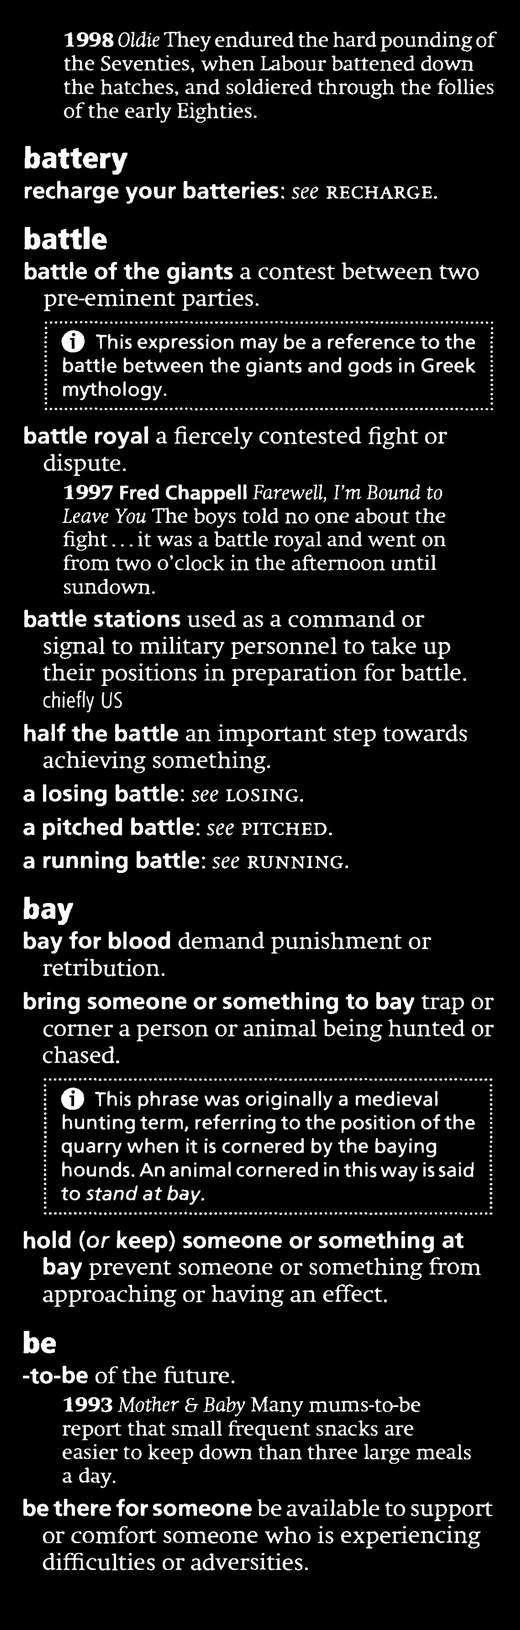 1998 Oldie They endured the hard pounding of
the Seventies, when Labour battened down
the hatches, and soldiered through the follies
of the early Eighties.
battery
recharge your batteries: see RECHARGE.
battle
battle of the giants a contest between two
pre-eminent parties.
i This expression may be a reference to the
battle between the giants and gods in Greek
mythology.
battle royal a fiercely contested fight or
dispute.
1997 Fred Chappell Farewell, I'm Bound to
Leave You The boys told no one about the
fight...it was a battle royal and went on
from two o'clock in the afternoon until
sundown.
battle stations used as a command or
signal to military personnel to take up
their positions in preparation for battle.
chiefly US
half the battle an important step towards
achieving something.
a losing battle: see LOSING.
a pitched battle: see PITCHED.
a running battle: see RUNNING.
bay
bay for blood demand punishment or
retribution.
bring someone or something to bay trap or
corner a person or animal being hunted or
chased.
i This phrase was originally a medieval
hunting term, referring to the position of the
quarry when it is cornered by the baying
hounds. An animal cornered in this way is said
to stand at bay.
hold (or keep) someone or something at
bay prevent someone or something from
approaching or having an effect.
be
-to-be of the future.
1993 Mother & Baby Many mums-to-be
report that small frequent snacks are
easier to keep down than three large meals
a day.
be there for someone be available to support
or comfort someone who is experiencing
difficulties or adversities.